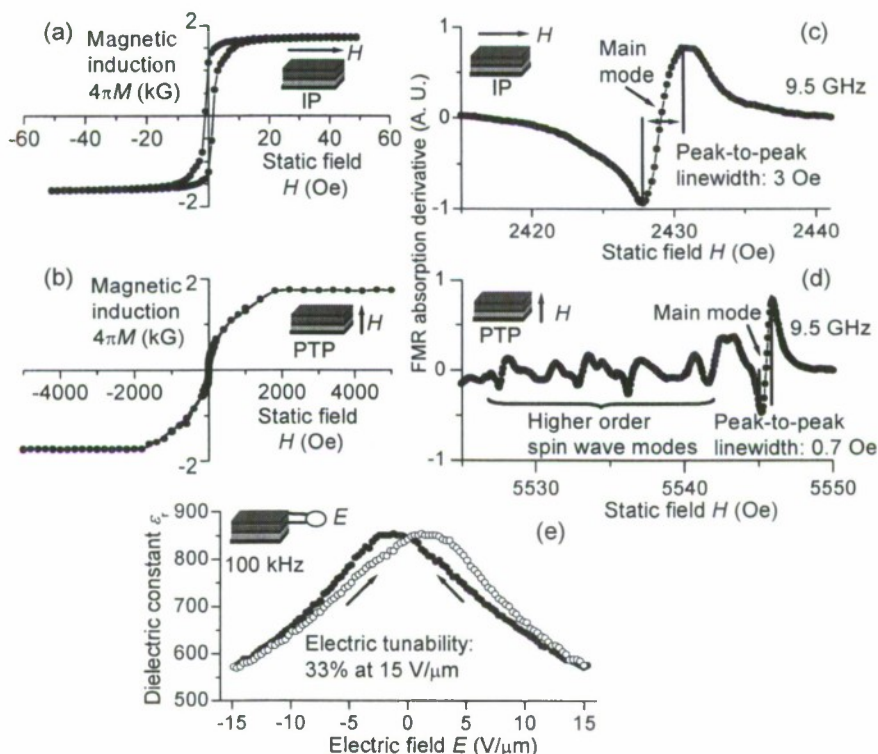 (a)
2
Magnetic
induction
4πM (kG)
H
IP
0
-60
-40
-20
20
40
60
Static field
H (Oe)
-2
(b)
2
Magnetic
induction
4πM (kG)
H
PTP
0
-4000
-2000
2000
4000
Static field
H (Oe)
-2
FMR absorption derivative (A. U.)
(c)
1
H
IP
Main
mode
9.5 GHz
0
Peak-to-peak
linewidth: 3 Oe
-1
2420
2430
2440
Static field H (Oe)
(d)
1
H
PTP
Main mode
9.5 GHz
0
Higher order
spin wave modes
Peak-to-peak
linewidth: 0.7 Oe
-1
5530
5540
5550
Static field H (Oe)
(e)
Dielectric constant εr
900
800
700
600
500
E
100 kHz
Electric tunability:
33% at 15 V/μm
-15
-10
-5
0
5
10
15
Electric field E (V/μm)